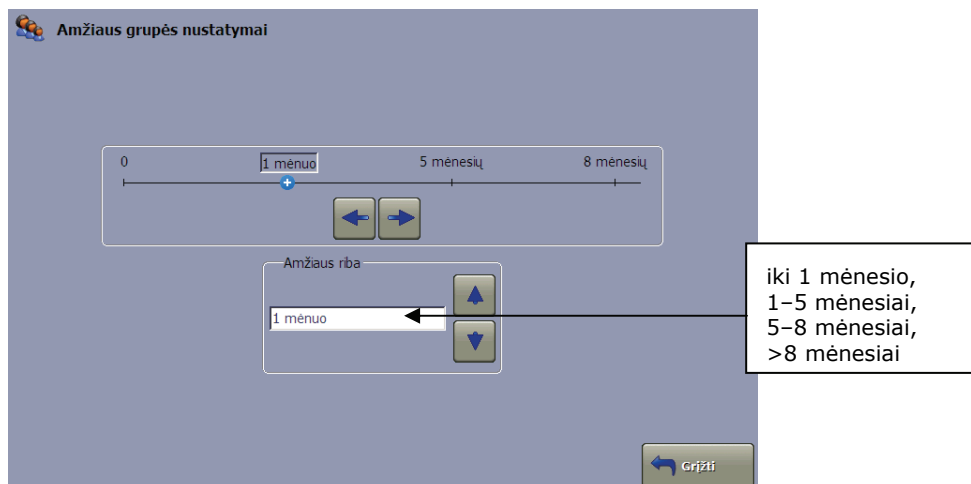 Amžiaus grupės nustatymai
0 1 mėnuo 5 mėnesių 8 mėnesių
Amžiaus riba
1 mėnuo
iki 1 mėnesio,
1–5 mėnesiai,
5–8 mėnesiai,
>8 mėnesiai
Grįžti